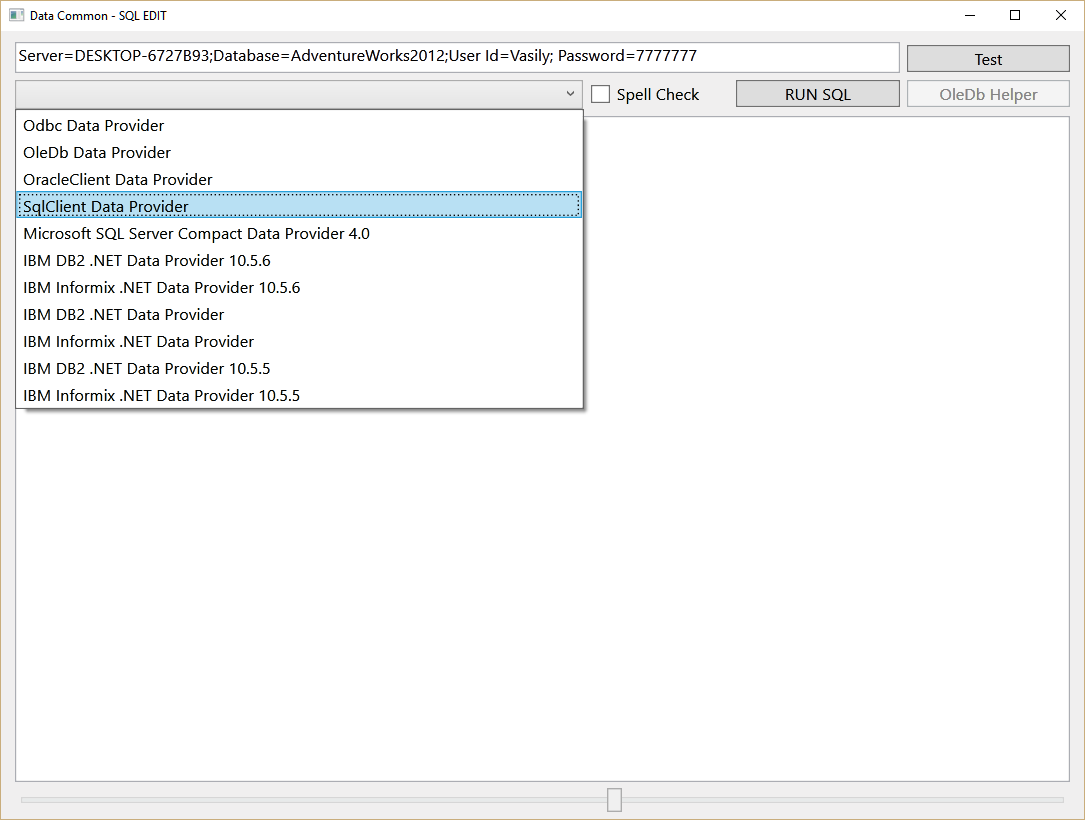 Data Common - SQL EDIT
Server=DESKTOP-6727B93;Database=AdventureWorks2012;User Id=Vasily; Password=7777777
Test
Spell Check
RUN SQL
OleDb Helper
Odbc Data Provider
OleDb Data Provider
OracleClient Data Provider
SqlClient Data Provider
Microsoft SQL Server Compact Data Provider 4.0
IBM DB2 .NET Data Provider 10.5.6
IBM Informix .NET Data Provider 10.5.6
IBM DB2 .NET Data Provider
IBM Informix .NET Data Provider
IBM DB2 .NET Data Provider 10.5.5
IBM Informix .NET Data Provider 10.5.5